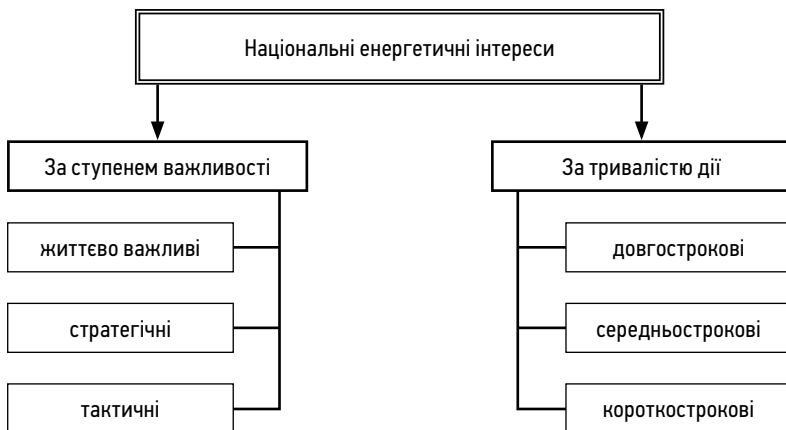 Національні енергетичні інтереси
За ступенем важливості
життєво важливі
стратегічні
тактичні
За тривалістю дії
довгострокові
середньострокові
короткострокові